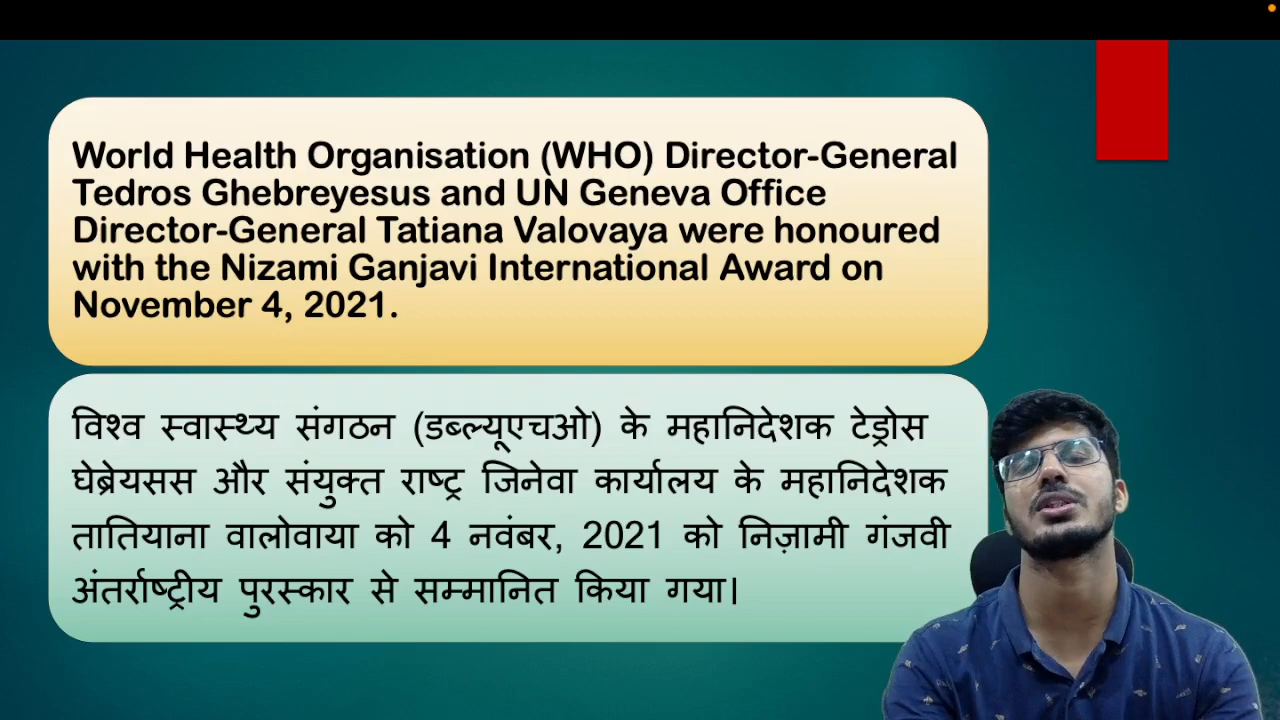 World Health Organisation (WHO) Director-General
Tedros Ghebreyesus and UN Geneva Office
Director-General Tatiana Valovaya were honoured
with the Nizami Ganjavi International Award on
November 4, 2021.
विश्व स्वास्थ्य संगठन (डब्ल्यूएचओ) के महानिदेशक टेड्रोस
घेब्रेयसस और संयुक्त राष्ट्र जिनेवा कार्यालय के महानिदेशक
तातियाना वालोवाया को 4 नवंबर, 2021 को निज़ामी गंजवी
अंतर्राष्ट्रीय पुरस्कार से सम्मानित किया गया।